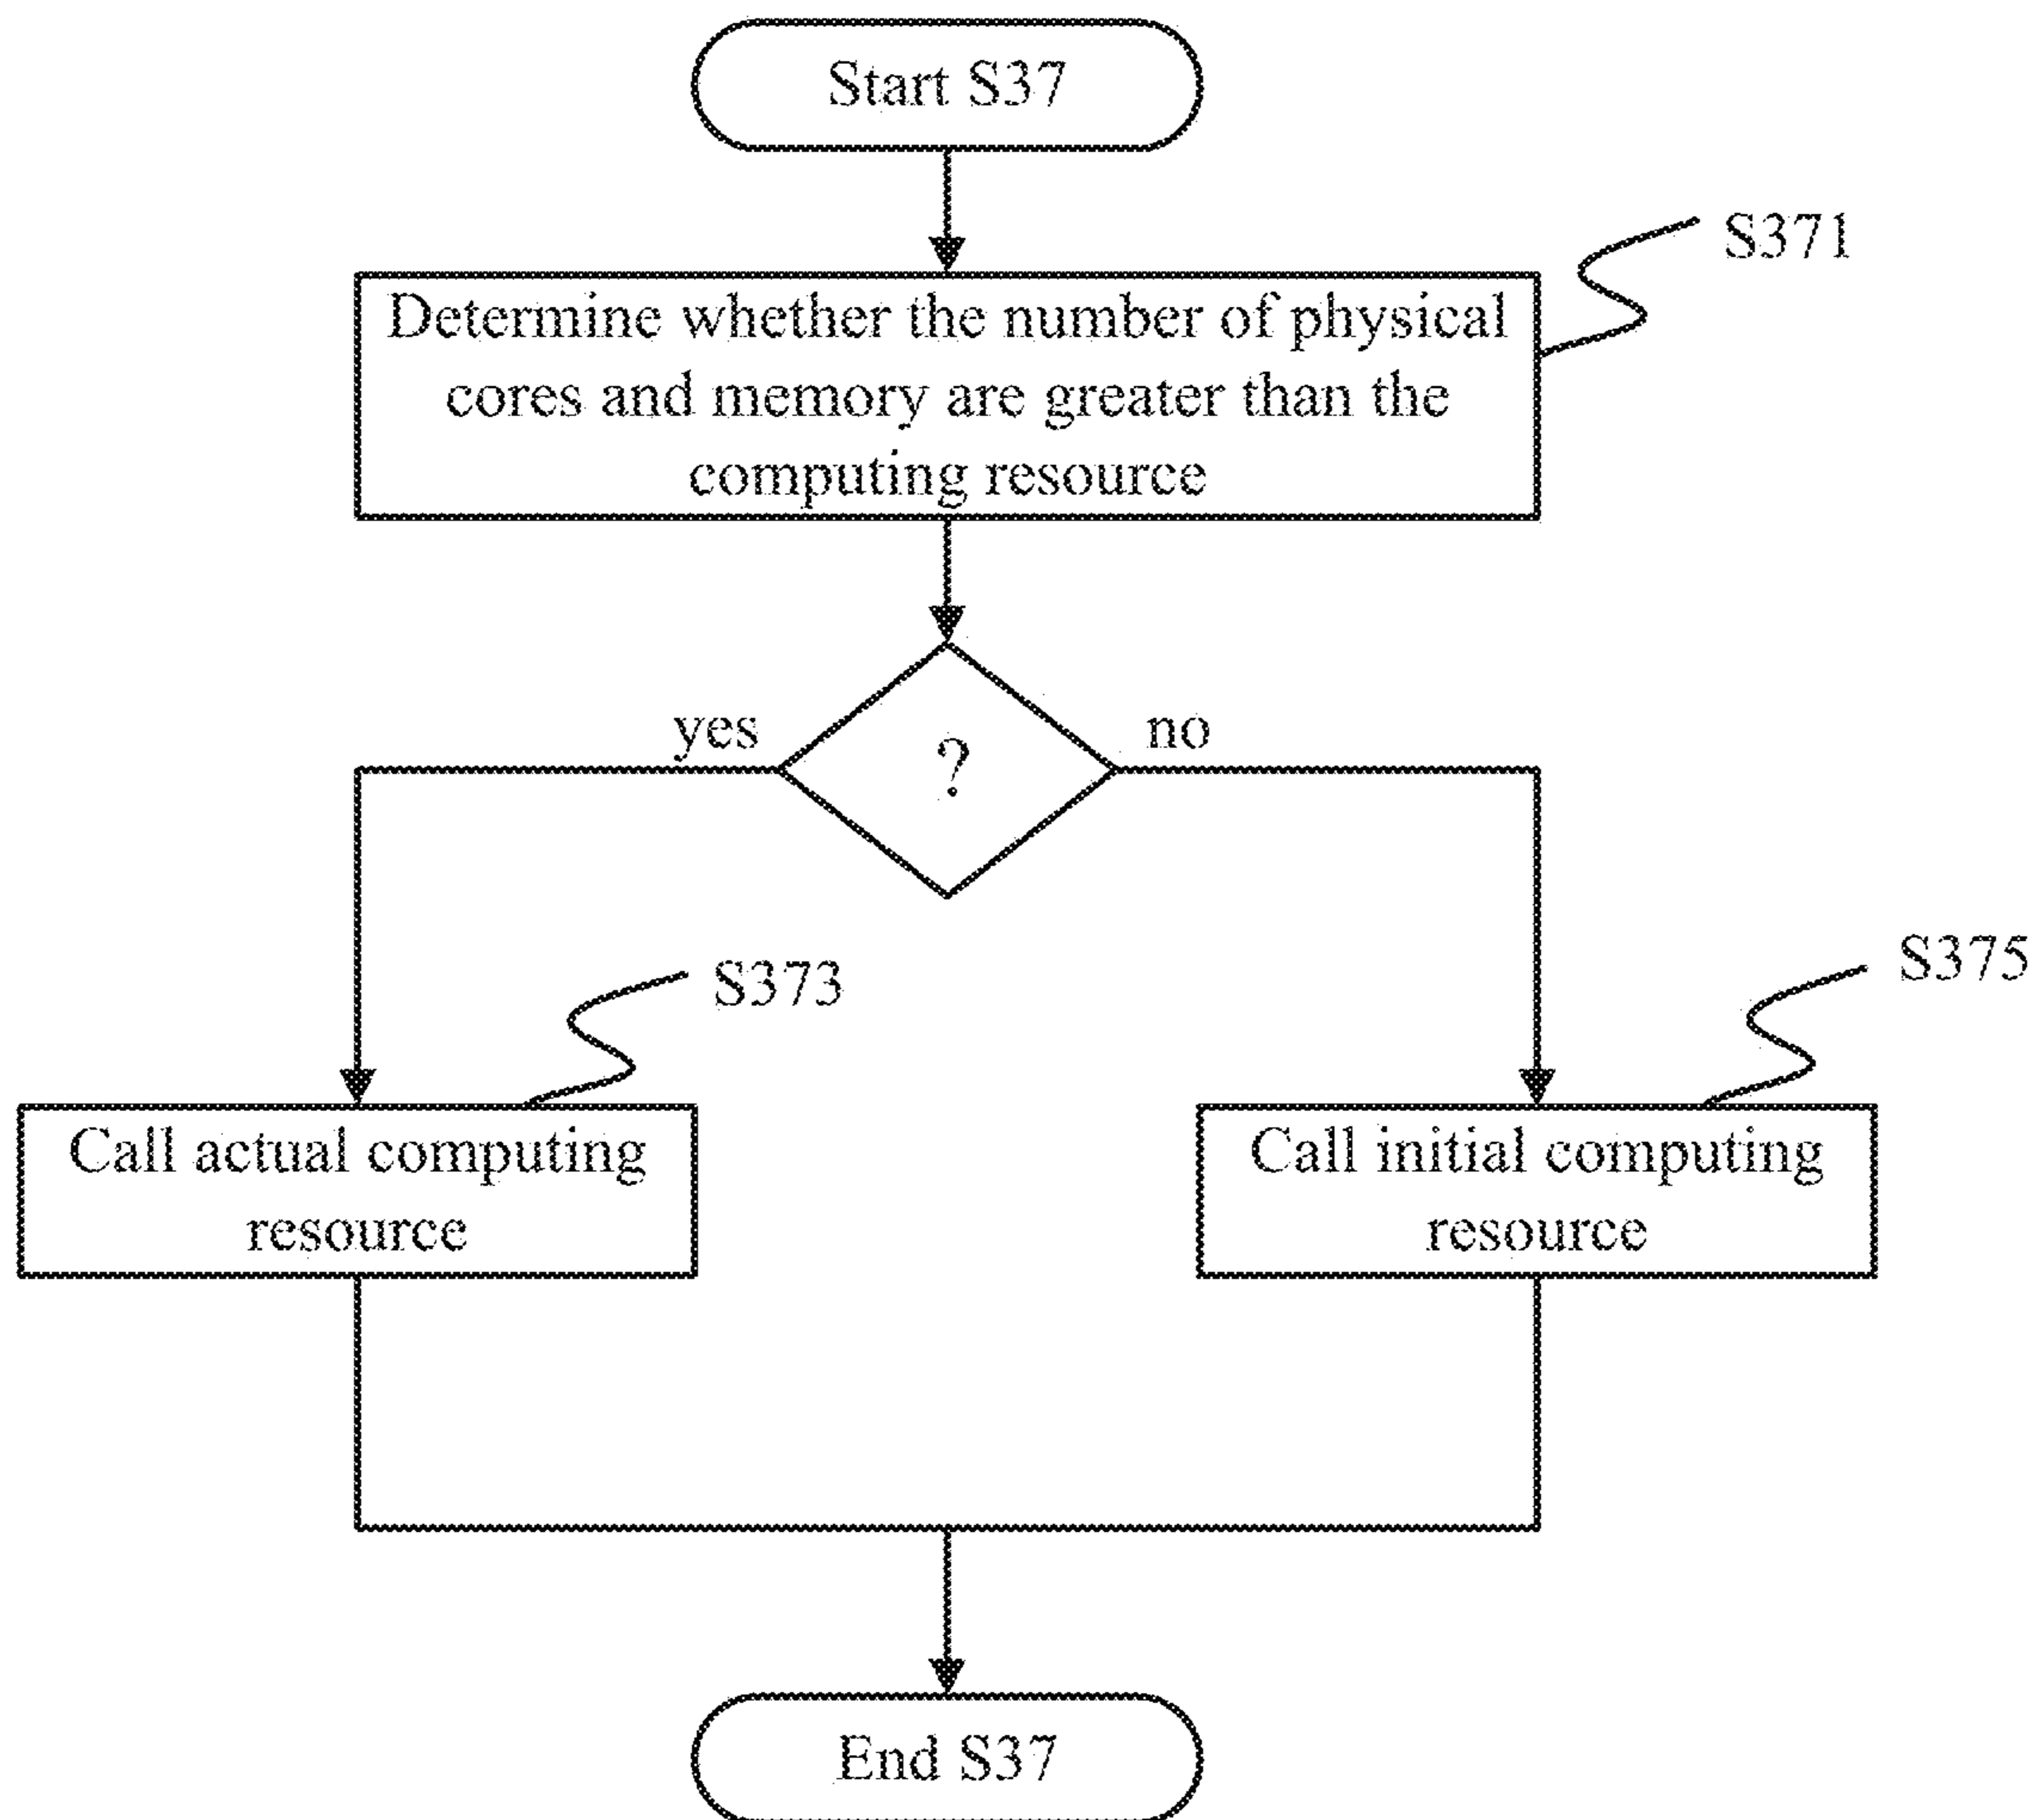 Start S37
S371
Determine whether the number of physical
cores and memory are greater than the
computing resource
yes
?
no
S373
S375
Call actual computing
resource
Call initial computing
resource
End S37